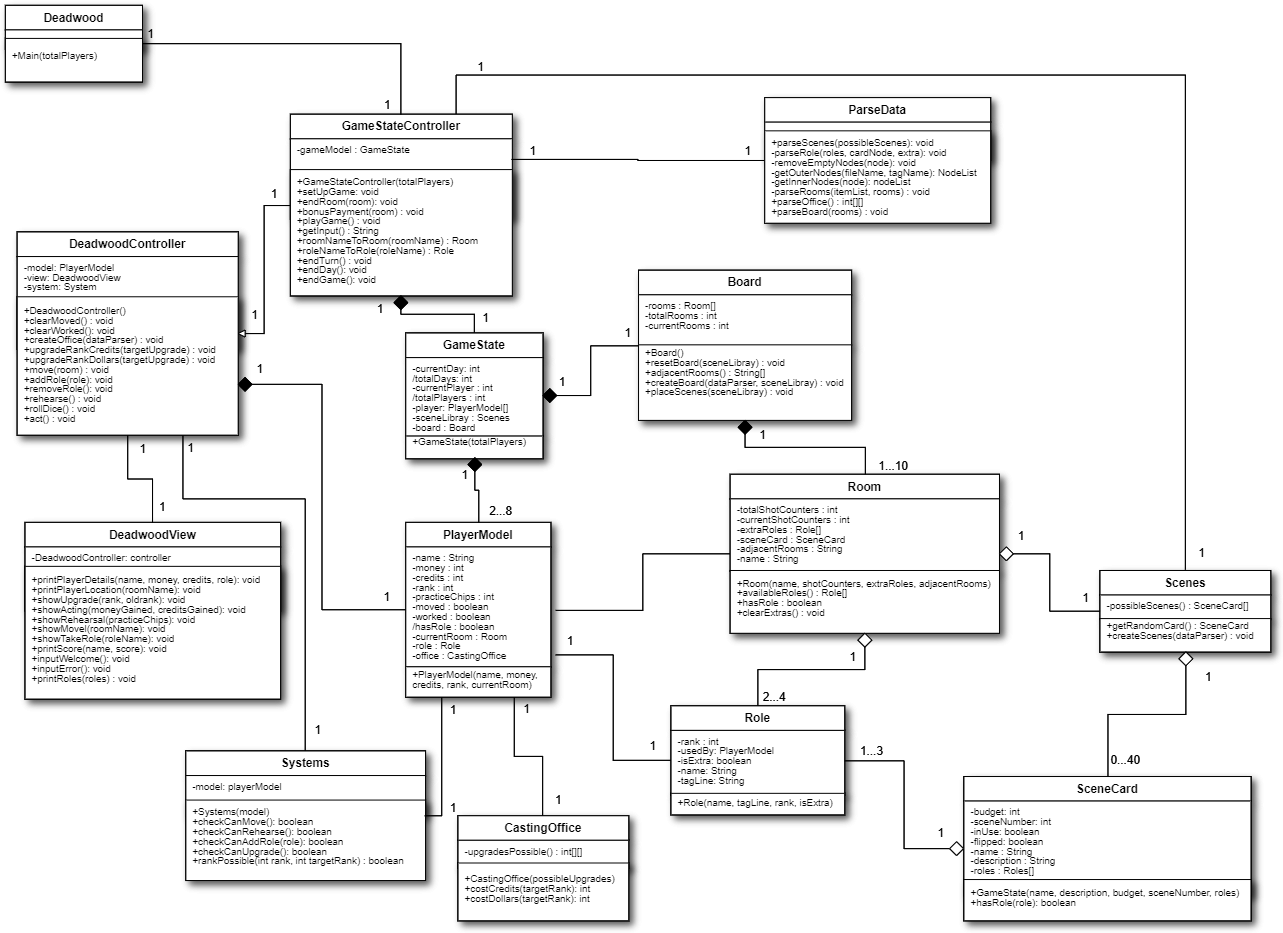 Deadwood
+Main(totalPlayers)
1
1
1
1
GameStateController
-gameModel : GameState
+GameStateController(totalPlayers)
+setUpGame: void
+endRoom(room): void
+bonusPayment(room) : void
+playGame() : void
+getInput() : String
+roomNameToRoom(roomName) : Room
+roleNameToRole(roleName) : Role
+endTurn() : void
+endDay(): void
+endGame(): void
1
1
ParseData
+parseScenes(possibleScenes): void
-parseRole(roles, cardNode, extra): void
-removeEmptyNodes(node): void
-getOuterNodes(fileName, tagName): NodeList
-getInnerNodes(node): nodeList
-parseRooms(itemList, rooms) : void
+parseOffice() : int[][]
+parseBoard(rooms) : void
1
1
DeadwoodController
-model: PlayerModel
-view: DeadwoodView
-system: System
+DeadwoodController()
+clearMoved() : void
+clearWorked(): void
+createOffice(dataParser) : void
+upgradeRankCredits(targetUpgrade) : void
+upgradeRankDollars(targetUpgrade) : void
+move(room) : void
+addRole(role): void
+removeRole(): void
+rehearse() : void
+rollDice() : void
+act() : void
1
1
GameState
-currentDay: int
/totalDays: int
-currentPlayer : int
/totalPlayers : int
-player: PlayerModel[]
-sceneLibray : Scenes
-board : Board
+GameState(totalPlayers)
1
1
Board
-rooms : Room[]
-totalRooms : int
-currentRooms : int
+Board()
+resetBoard(sceneLibray) : void
+adjacentRooms() : String[]
+createBoard(dataParser, sceneLibray) : void
+placeScenes(sceneLibray) : void
1
1...10
1
2...8
1
1
1
1
1
1
DeadwoodView
-DeadwoodController: controller
+printPlayerDetails(name, money, credits, role): void
+printPlayerLocation(roomName): void
+showUpgrade(rank, oldrank): void
+showActing(moneyGained, creditsGained): void
+showRehearsal(practiceChips): void
+showMovel(roomName): void
+showTakeRole(roleName): void
+printScore(name, score): void
+inputWelcome(): void
+inputError(): void
+printRoles(roles) : void
PlayerModel
-name : String
-money : int
-credits : int
-rank : int
-practiceChips : int
-moved : boolean
-worked : boolean
/hasRole : boolean
-currentRoom : Room
-role : Role
-office : CastingOffice
+PlayerModel(name, money,
credits, rank, currentRoom)
Room
-totalShotCounters : int
-currentShotCounters : int
-extraRoles : Role[]
-sceneCard : SceneCard
-adjacentRooms : String
-name : String
+Room(name, shotCounters, extraRoles, adjacentRooms)
+availableRoles() : Role[]
+hasRole : boolean
+clearExtras() : void
1
1
1
Scenes
-possibleScenes() : SceneCard[]
+getRandomCard() : SceneCard
+createScenes(dataParser) : void
1
0...40
1
2...4
1
1
Role
-rank : int
-usedBy: PlayerModel
-isExtra: boolean
-name: String
-tagLine: String
+Role(name, tagLine, rank, isExtra)
1...3
1
Systems
-model: playerModel
+Systems(model)
+checkCanMove(): boolean
+checkCanRehearse(): boolean
+checkCanAddRole(role): boolean
+checkCanUpgrade(): boolean
+rankPossible(int rank, int targetRank) : boolean
1
1
1
1
CastingOffice
-upgradesPossible() : int[][]
+CastingOffice(possibleUpgrades)
+costCredits(targetRank): int
+costDollars(targetRank): int
SceneCard
-budget: int
-sceneNumber: int
-inUse: boolean
-flipped: boolean
-name : String
-description : String
-roles : Roles[]
+GameState(name, description, budget, sceneNumber, roles)
+hasRole(role): boolean